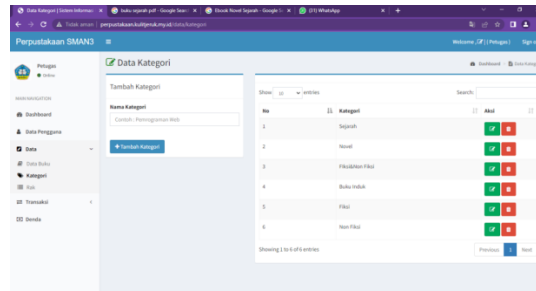 Data Kategori | Sistem Informas
buku sejarah pdf - Google Sear
Ebook Novel Sejarah - Google S
(31) WhatsApp
Tidak aman | perpustakaan.kulitjeruk.my.id/data/kategori
Perpustakaan SMAN3
Welcome , | Petugas |
Sign o
Petugas
Online
MAIN NAVIGATION
Dashboard
Data Pengguna
Data
Data Buku
Kategori
Rak
Transaksi
Denda
Data Kategori
Dashboard
Data Kateg
Tambah Kategori
Nama Kategori
Contoh : Pemrograman Web
+ Tambah Kategori
Show 10 entries
Search:
No Kategori Aksi
1 Sejarah
2 Novel
3 Fiksi&Non Fiksi
4 Buku Induk
5 Fiksi
6 Non Fiksi
Showing 1 to 6 of 6 entries
Previous 1 Next